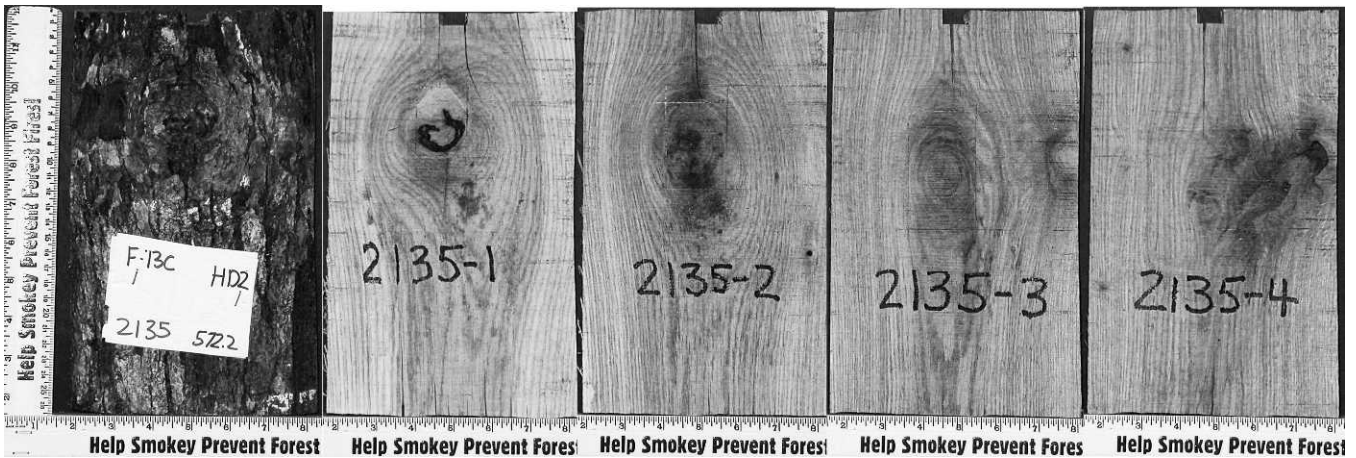 Help Smokey Prevent Forest Fires!
F-13C HD2
2135 572.2
2135-1
2135-2
2135-3
2135-4
Help Smokey Prevent Forest
Help Smokey Prevent Fores
Help Smokey Prevent Forest
Help Smokey Prevent Forest
Help Smokey Prevent Forest